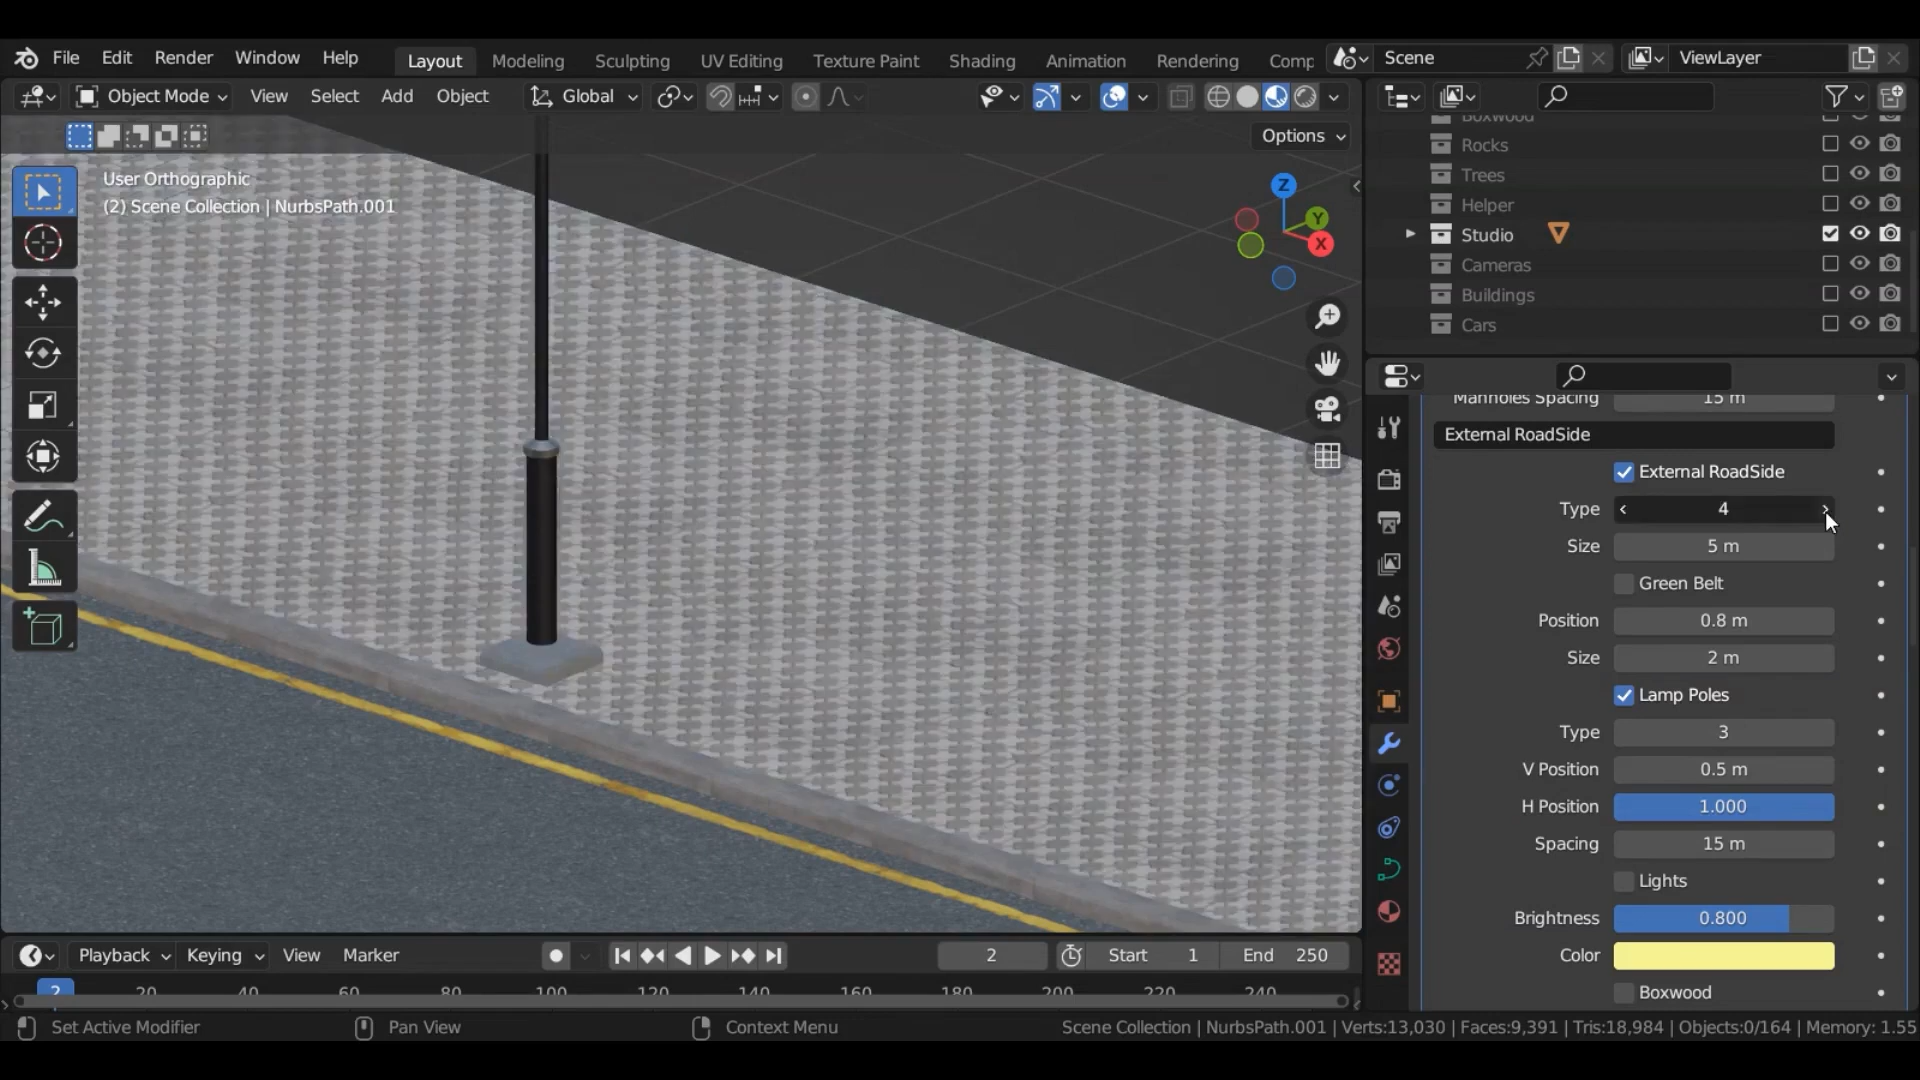 File Edit Render Window Help Layout Modeling Sculpting UV Editing Texture Paint Shading Animation Rendering Comp Scene ViewLayer
Object Mode View Select Add Object Global
Options
User Orthographic
(2) Scene Collection | NurbsPath.001
Z
Y
X
Boxwood
Rocks
Trees
Helper
Studio
Cameras
Buildings
Cars
Manholes Spacing 15 m
External RoadSide
External RoadSide
Type 4
Size 5 m
Green Belt
Position 0.8 m
Size 2 m
Lamp Poles
Type 3
V Position 0.5 m
H Position 1.000
Spacing 15 m
Lights
Brightness 0.800
Color
Boxwood
Playback Keying View Marker 2 Start 1 End 250
2 20 40 60 80 100 120 140 160 180 200 220 240
Set Active Modifier Pan View Context Menu Scene Collection | NurbsPath.001 | Verts:13,030 | Faces:9,391 | Tris:18,984 | Objects:0/164 | Memory: 1.55